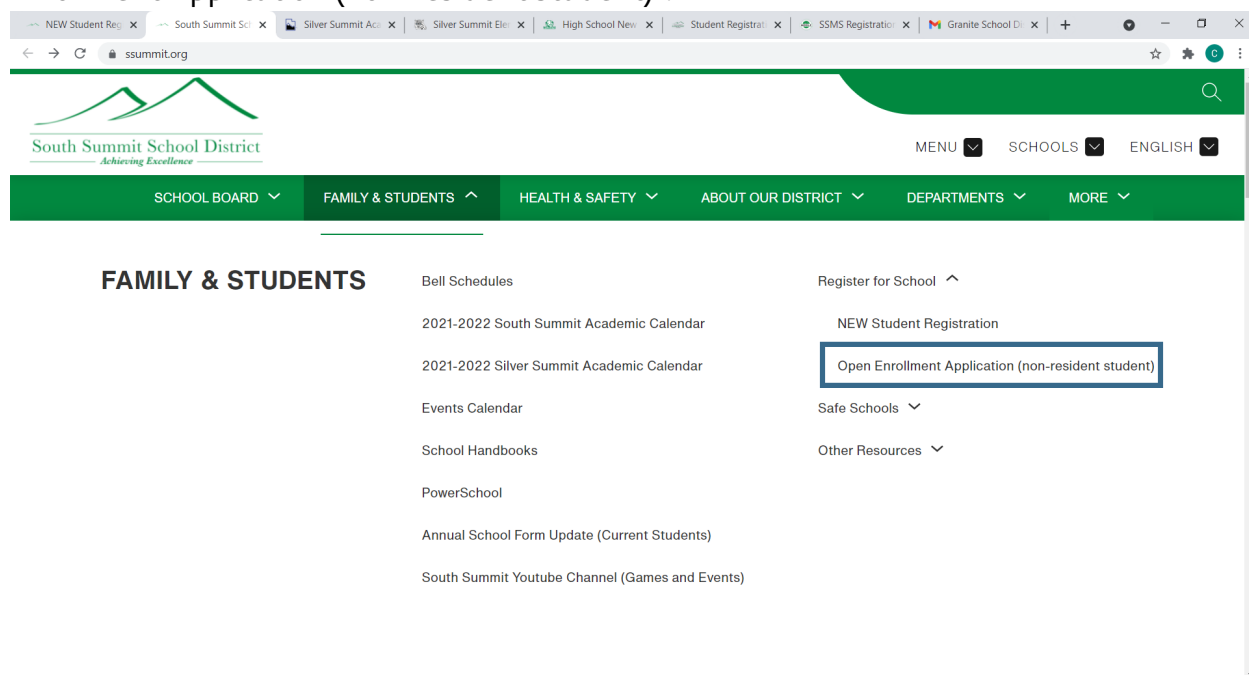 NEW Student Reg
South Summit Sch
Silver Summit Aca
Silver Summit Ele
High School New
Student Registrati
SSMS Registration
Granite School Di
ssummit.org
C
South Summit School District
Achieving Excellence
MENU
SCHOOLS
ENGLISH
SCHOOL BOARD
FAMILY & STUDENTS
HEALTH & SAFETY
ABOUT OUR DISTRICT
DEPARTMENTS
MORE
FAMILY & STUDENTS
Bell Schedules
2021-2022 South Summit Academic Calendar
2021-2022 Silver Summit Academic Calendar
Events Calendar
School Handbooks
PowerSchool
Annual School Form Update (Current Students)
South Summit Youtube Channel (Games and Events)
Register for School
NEW Student Registration
Open Enrollment Application (non-resident student)
Safe Schools
Other Resources